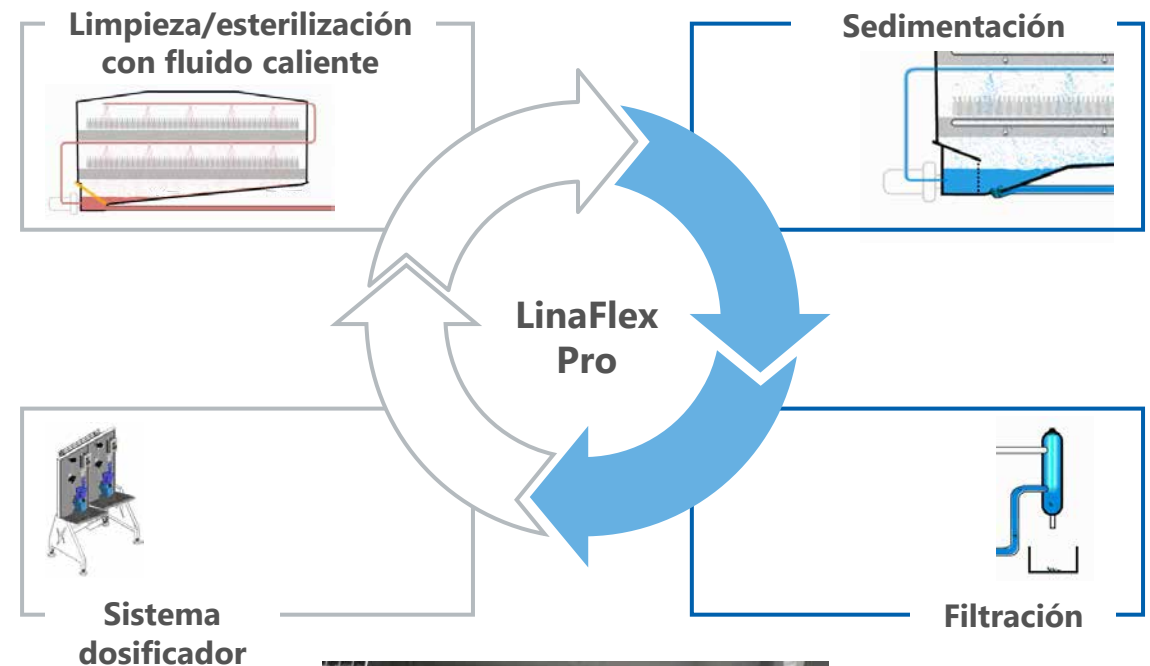 Limpieza/esterilización
con fluido caliente
Sedimentación
LinaFlex
Pro
Sistema
dosificador
Filtración